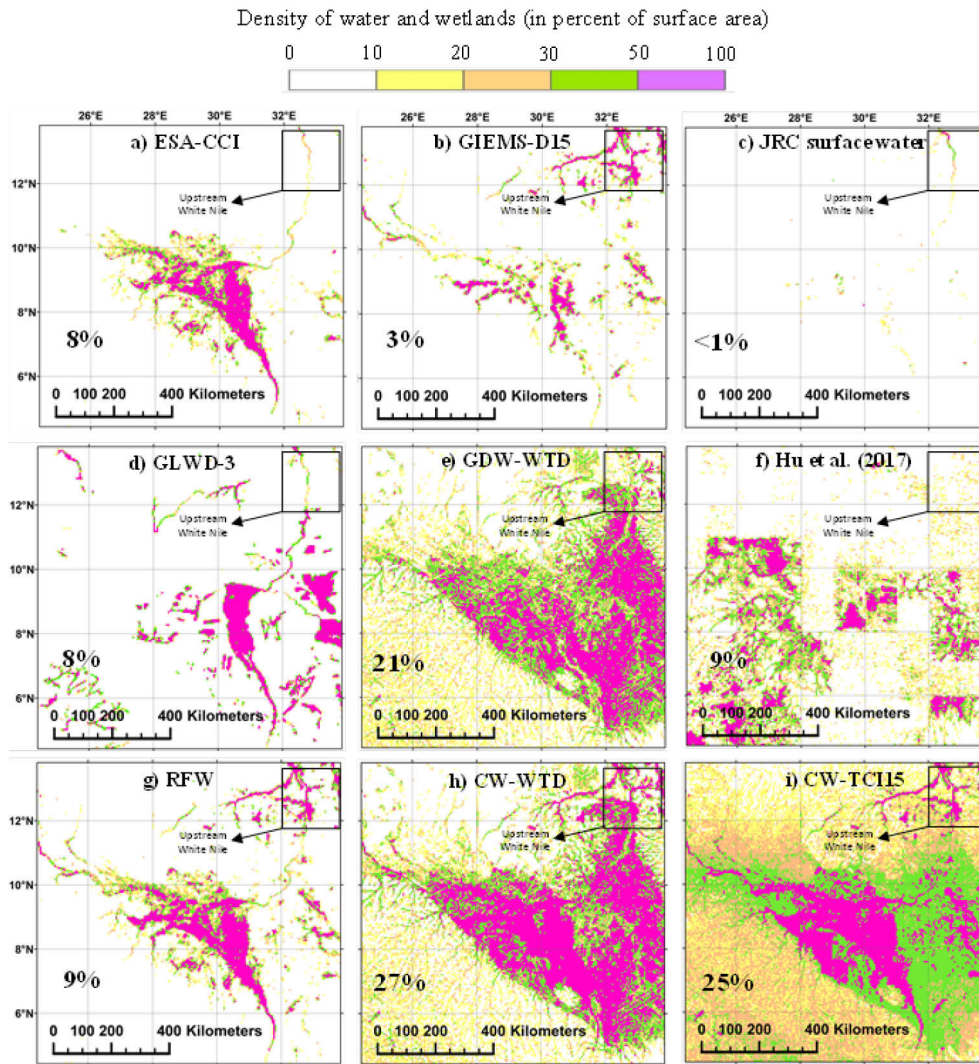 Density of water and wetlands (in percent of surface area)
0 10 20 30 50 100
26°E 28°E 30°E 32°E 26°E 28°E 30°E 32°E 26°E 28°E 30°E 32°E
a) ESA-CCI b) GIEMS-D15 c) JRC surface water
12°N
Upstream White Nile Upstream White Nile Upstream White Nile
10°N
8°N
8% 3% <1%
6°N
0 100 200 400 Kilometers 0 100 200 400 Kilometers 0 100 200 400 Kilometers
26°E 28°E 30°E 32°E
d) GLWD-3 e) GDW-WTD f) Hu et al. (2017)
12°N
Upstream White Nile Upstream White Nile Upstream White Nile
10°N
8°N
8% 21% 9%
6°N
0 100 200 400 Kilometers 0 100 200 400 Kilometers 0 100 200 400 Kilometers
g) RFW h) CW-WTD i) CW-TCI15
12°N
Upstream White Nile Upstream White Nile Upstream White Nile
10°N
8°N
9% 27% 25%
6°N
0 100 200 400 Kilometers 0 100 200 400 Kilometers 0 100 200 400 Kilometers